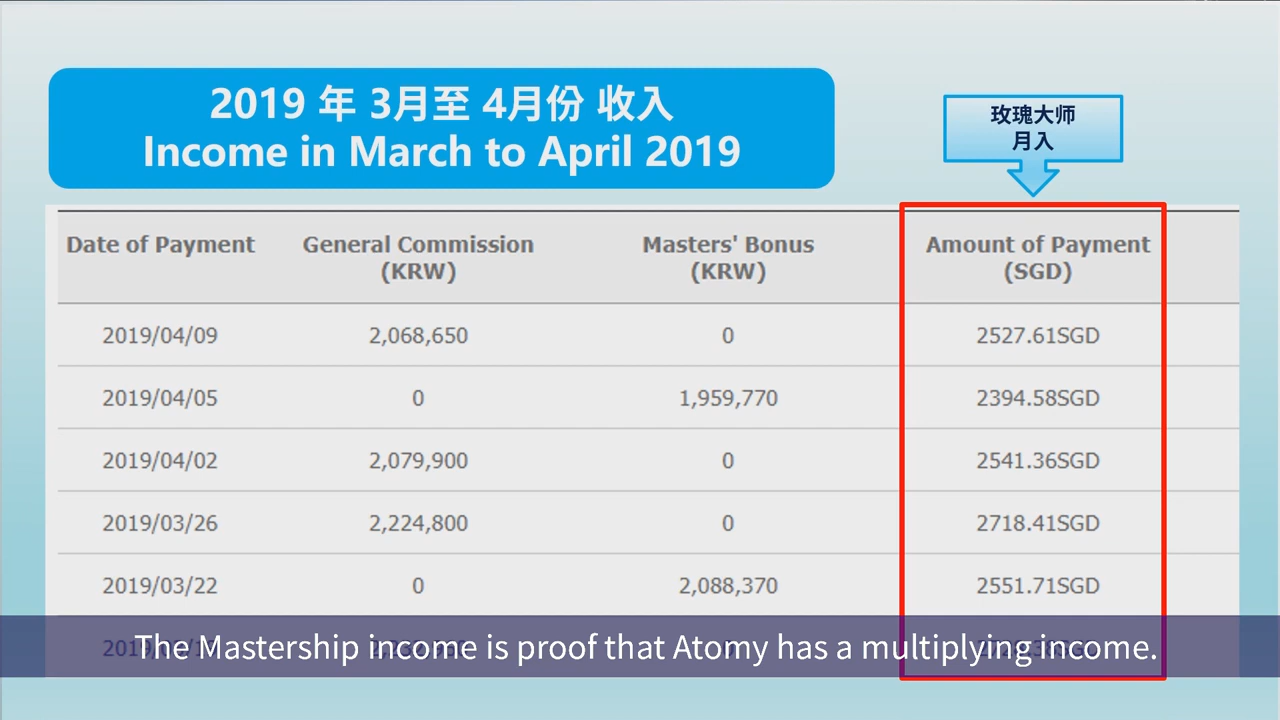 2019 年 3月至 4月份 收入
Income in March to April 2019
玫瑰大师
月入
Date of Payment General Commission (KRW) Masters' Bonus (KRW) Amount of Payment (SGD)
2019/04/09 2,068,650 0 2527.61SGD
2019/04/05 0 1,959,770 2394.58SGD
2019/04/02 2,079,900 0 2541.36SGD
2019/03/26 2,224,800 0 2718.41SGD
2019/03/22 0 2,088,370 2551.71SGD
The Mastership income is proof that Atomy has a multiplying income.